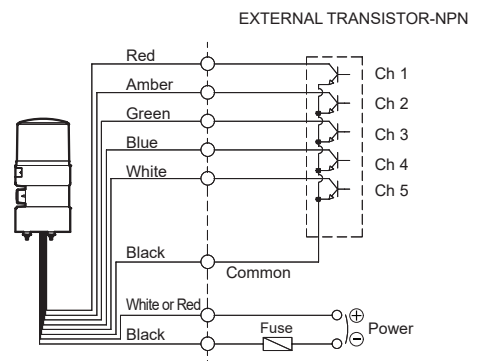 EXTERNAL TRANSISTOR-NPN
Red
Ch 1
Amber
Ch 2
Green
Ch 3
Blue
Ch 4
White
Ch 5
Black
Common
White or Red
Fuse
Power
Black